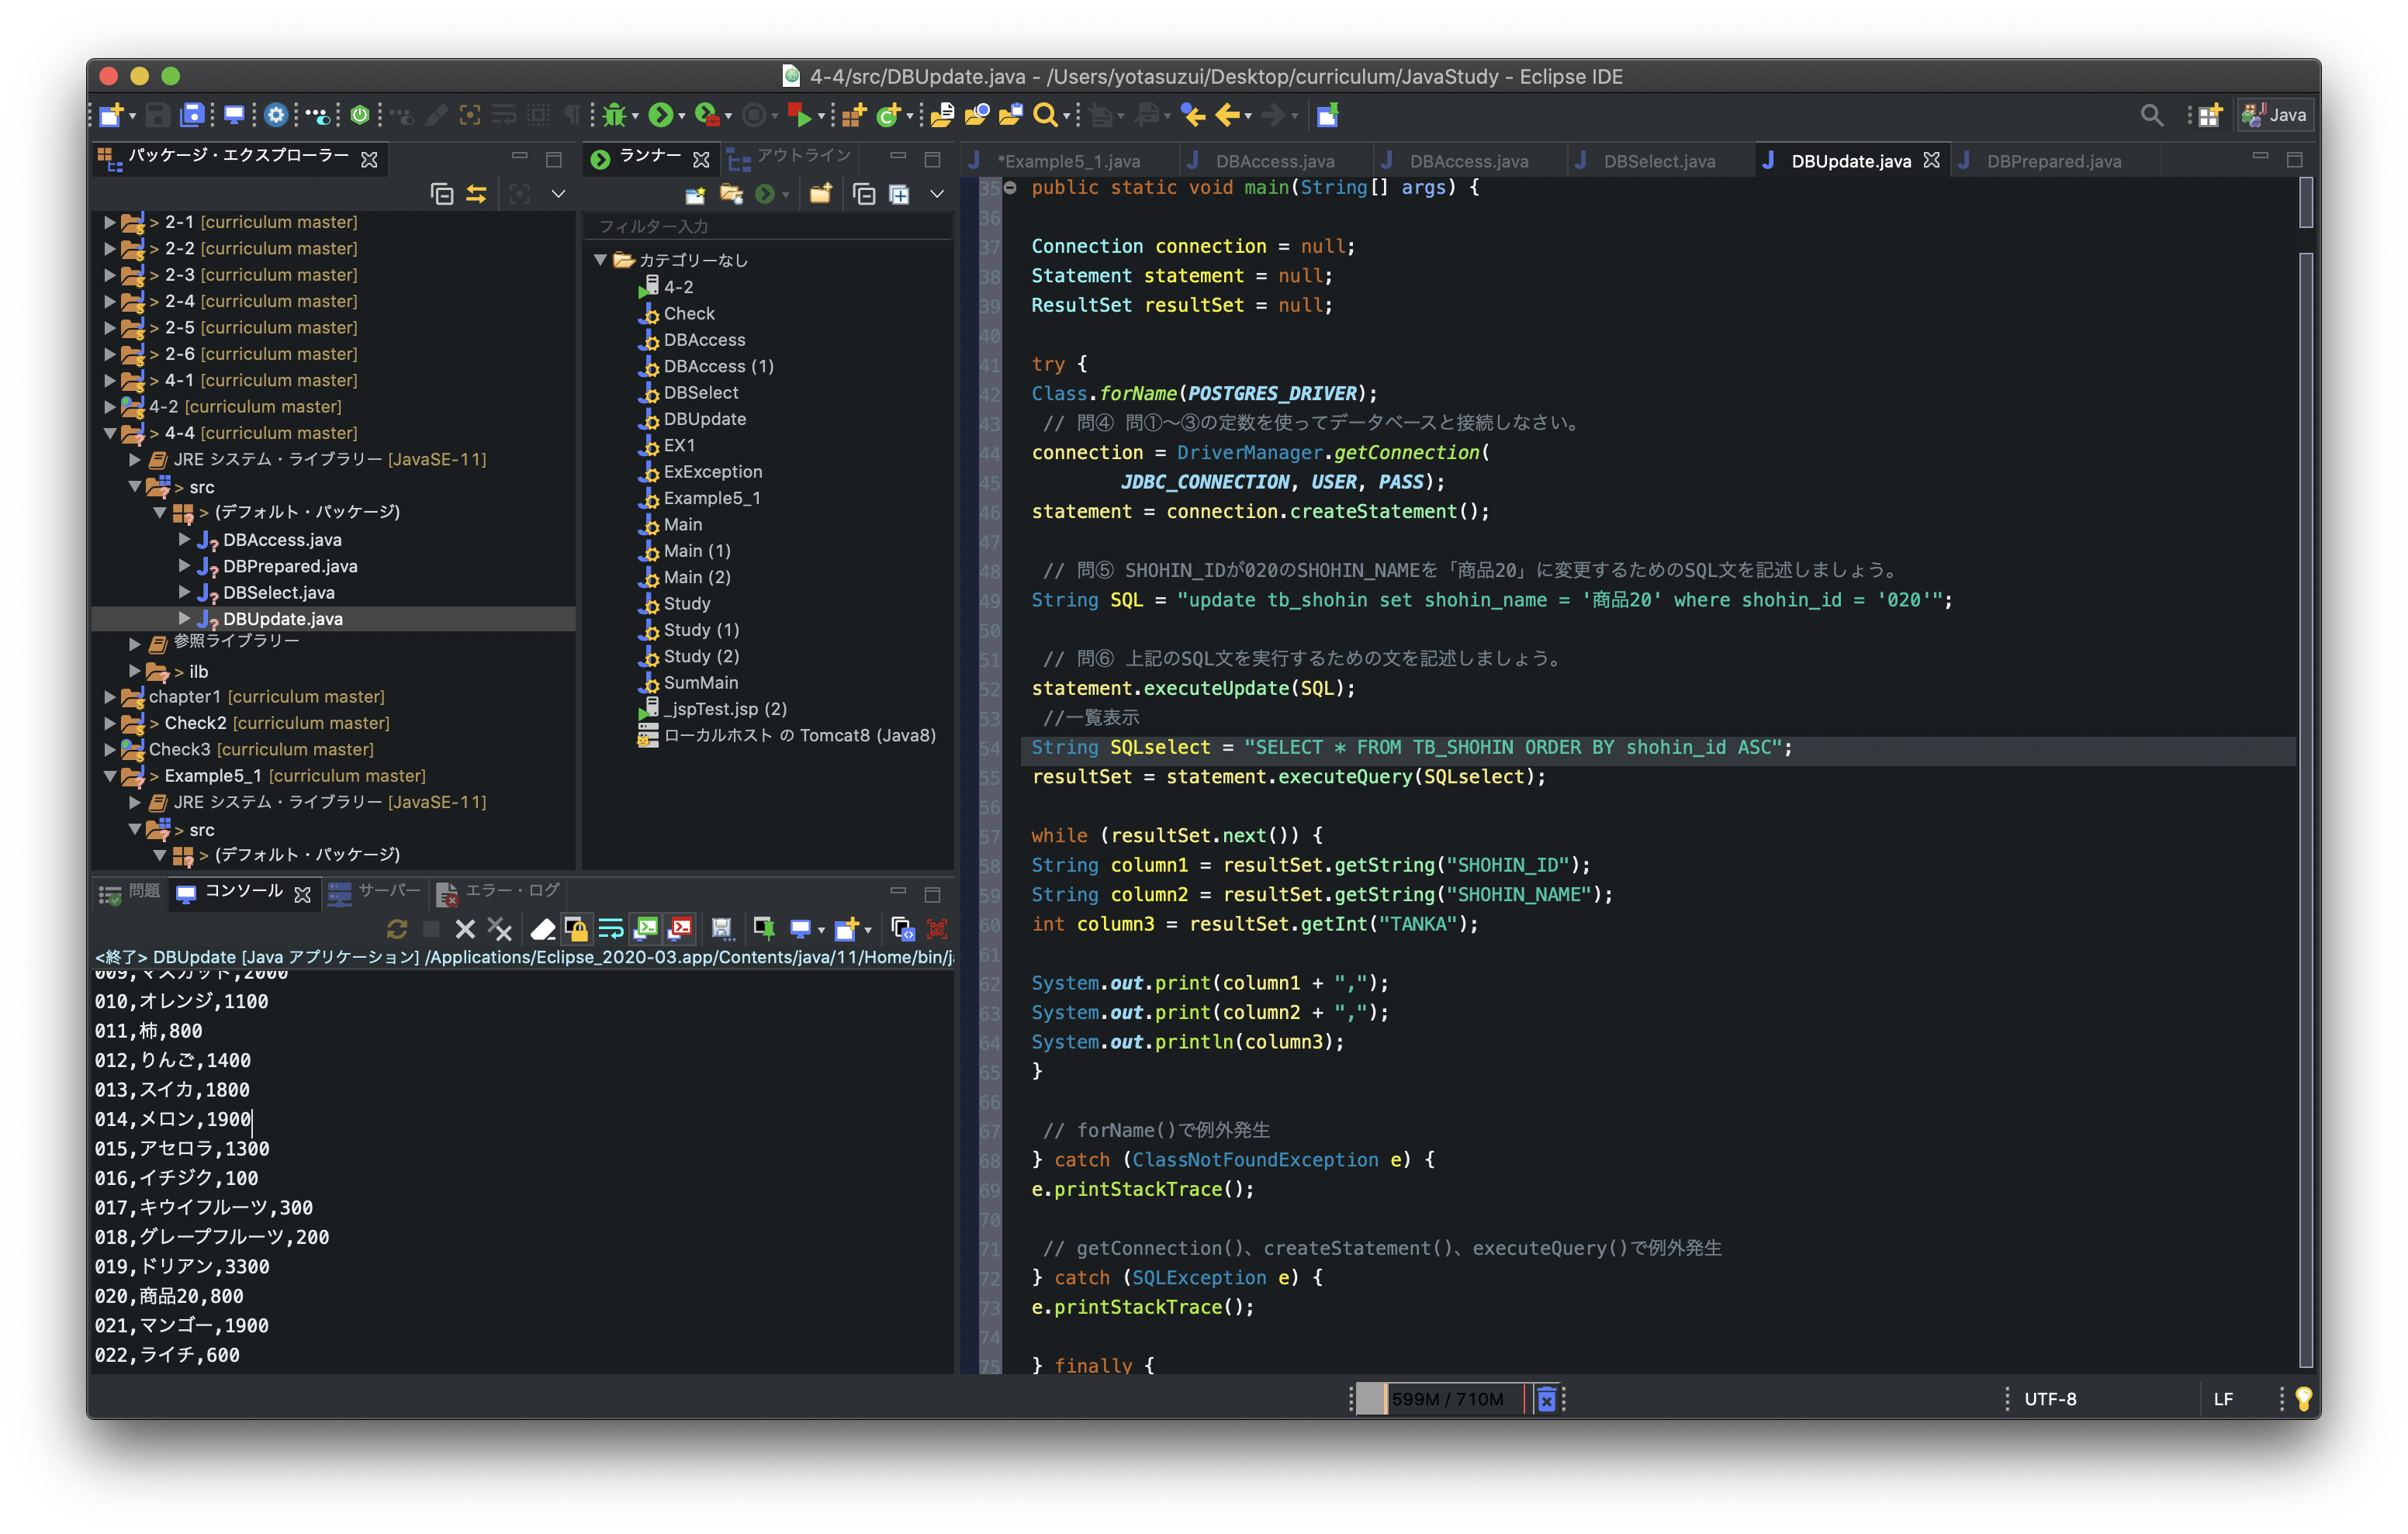 4-4/src/DBUpdate.java - /Users/yotasuzui/Desktop/curriculum/JavaStudy - Eclipse IDE
Java
パッケージ・エクスプローラー
> 2-1 [curriculum master]
> 2-2 [curriculum master]
> 2-3 [curriculum master]
> 2-4 [curriculum master]
> 2-5 [curriculum master]
> 2-6 [curriculum master]
> 4-1 [curriculum master]
4-2 [curriculum master]
> 4-4 [curriculum master]
JRE システム・ライブラリー [JavaSE-11]
> src
> (デフォルト・パッケージ)
DBAccess.java
DBPrepared.java
DBSelect.java
DBUpdate.java
参照ライブラリー
> ilb
chapter1 [curriculum master]
> Check2 [curriculum master]
Check3 [curriculum master]
> Example5_1 [curriculum master]
JRE システム・ライブラリー [JavaSE-11]
> src
> (デフォルト・パッケージ)
ランナー
アウトライン
フィルター入力
カテゴリーなし
4-2
Check
DBAccess
DBAccess (1)
DBSelect
DBUpdate
EX1
ExException
Example5_1
Main
Main (1)
Main (2)
Study
Study (1)
Study (2)
SumMain
_jspTest.jsp (2)
ローカルホスト の Tomcat8 (Java8)
*Example5_1.java
DBAccess.java
DBAccess.java
DBSelect.java
DBUpdate.java
DBPrepared.java
35 public static void main(String[] args) {
36
37 Connection connection = null;
38 Statement statement = null;
39 ResultSet resultSet = null;
40
41 try {
42 Class.forName(POSTGRES_DRIVER);
43 // 問④ 問①〜③の定数を使ってデータベースと接続しなさい。
44 connection = DriverManager.getConnection(
45 JDBC_CONNECTION, USER, PASS);
46 statement = connection.createStatement();
47
48 // 問⑤ SHOHIN_IDが020のSHOHIN_NAMEを「商品20」に変更するためのSQL文を記述しましょう。
49 String SQL = "update tb_shohin set shohin_name = '商品20' where shohin_id = '020'";
50
51 // 問⑥ 上記のSQL文を実行するための文を記述しましょう。
52 statement.executeUpdate(SQL);
53 //一覧表示
54 String SQLselect = "SELECT * FROM TB_SHOHIN ORDER BY shohin_id ASC";
55 resultSet = statement.executeQuery(SQLselect);
56
57 while (resultSet.next()) {
58 String column1 = resultSet.getString("SHOHIN_ID");
59 String column2 = resultSet.getString("SHOHIN_NAME");
60 int column3 = resultSet.getInt("TANKA");
61
62 System.out.print(column1 + ",");
63 System.out.print(column2 + ",");
64 System.out.println(column3);
65 }
66
67 // forName()で例外発生
68 } catch (ClassNotFoundException e) {
69 e.printStackTrace();
70
71 // getConnection()、createStatement()、executeQuery()で例外発生
72 } catch (SQLException e) {
73 e.printStackTrace();
74
75 } finally {
問題
コンソール
サーバー
エラー・ログ
<終了> DBUpdate [Java アプリケーション] /Applications/Eclipse_2020-03.app/Contents/java/11/Home/bin/j
009,マスカット,2000
010,オレンジ,1100
011,柿,800
012,りんご,1400
013,スイカ,1800
014,メロン,1900
015,アセロラ,1300
016,イチジク,100
017,キウイフルーツ,300
018,グレープフルーツ,200
019,ドリアン,3300
020,商品20,800
021,マンゴー,1900
022,ライチ,600
599M / 710M
UTF-8
LF